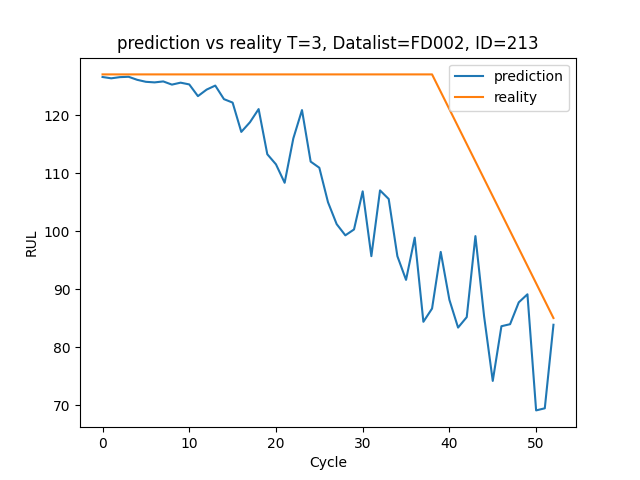 prediction vs reality T=3, Datalist=FD002, ID=213
prediction
reality
120
110
100
90
80
70
RUL
0 10 20 30 40 50
Cycle